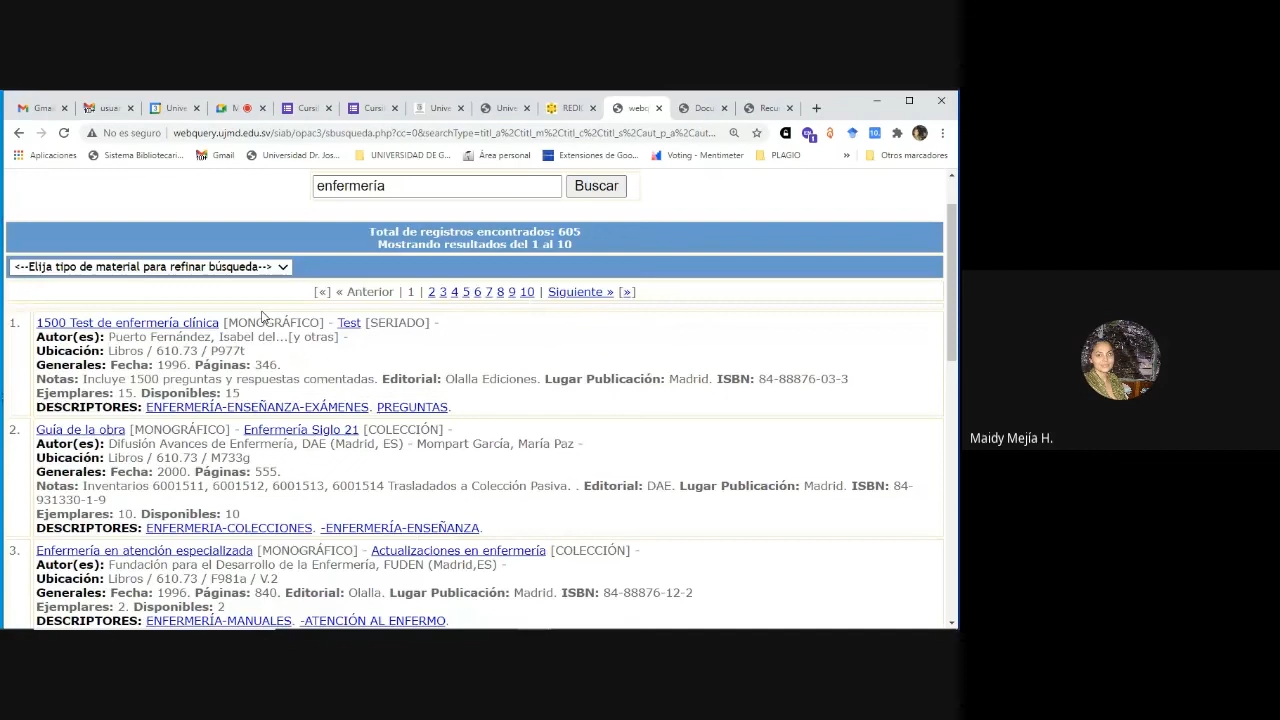 Gma
usua
Unive
M
Cursi
Cursi
Unive
Unive
REDI
webq
Docu
Recu
No es seguro | webquery.ujmd.edu.sv/siab/opac3/sbusqueda.php?cc=0&searchType=titl_a%2Ctitl_m%2Ctitl_c%2Ctitl_s%2Caut_p_a%2Caut...
Aplicaciones Sistema Bibliotecari... Gmail Universidad Dr. Jos... UNIVERSIDAD DE G... Área personal Extensiones de Goo... Voting - Mentimeter PLAGIO » Otros marcadores
enfermería Buscar
Total de registros encontrados: 605
Mostrando resultados del 1 al 10
<--Elija tipo de material para refinar búsqueda-->
[«] « Anterior | 1 | 2 3 4 5 6 7 8 9 10 | Siguiente » [»]
1. 1500 Test de enfermería clínica [MONOGRÁFICO] - Test [SERIADO] -
Autor(es): Puerto Fernández, Isabel del...[y otras] -
Ubicación: Libros / 610.73 / P977t
Generales: Fecha: 1996. Páginas: 346.
Notas: Incluye 1500 preguntas y respuestas comentadas. Editorial: Olalla Ediciones. Lugar Publicación: Madrid. ISBN: 84-88876-03-3
Ejemplares: 15. Disponibles: 15
DESCRIPTORES: ENFERMERÍA-ENSEÑANZA-EXÁMENES. PREGUNTAS.
2. Guía de la obra [MONOGRÁFICO] - Enfermería Siglo 21 [COLECCIÓN] -
Autor(es): Difusión Avances de Enfermería, DAE (Madrid, ES) - Mompart García, María Paz -
Ubicación: Libros / 610.73 / M733g
Generales: Fecha: 2000. Páginas: 555.
Notas: Inventarios 6001511, 6001512, 6001513, 6001514 Trasladados a Colección Pasiva. . Editorial: DAE. Lugar Publicación: Madrid. ISBN: 84-
931330-1-9
Ejemplares: 10. Disponibles: 10
DESCRIPTORES: ENFERMERIA-COLECCIONES. -ENFERMERÍA-ENSEÑANZA.
3. Enfermería en atención especializada [MONOGRÁFICO] - Actualizaciones en enfermería [COLECCIÓN] -
Autor(es): Fundación para el Desarrollo de la Enfermería, FUDEN (Madrid,ES) -
Ubicación: Libros / 610.73 / F981a / V.2
Generales: Fecha: 1996. Páginas: 840. Editorial: Olalla. Lugar Publicación: Madrid. ISBN: 84-88876-12-2
Ejemplares: 2. Disponibles: 2
DESCRIPTORES: ENFERMERÍA-MANUALES. -ATENCIÓN AL ENFERMO.
Maidy Mejía H.